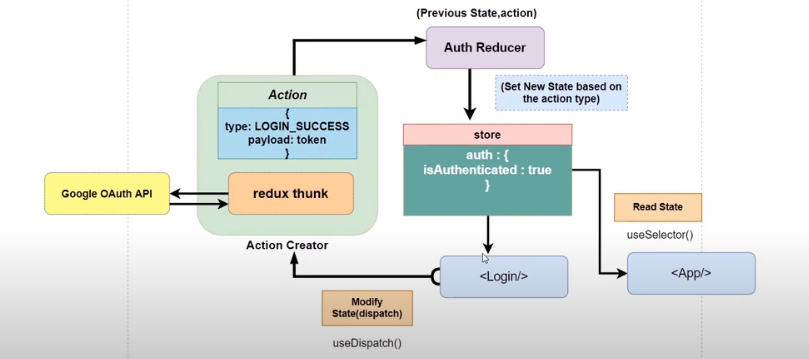 (Previous State,action)
Auth Reducer
(Set New State based on
the action type)
Action
{
type: LOGIN_SUCCESS
payload: token
}
redux thunk
Google OAuth API
Action Creator
store
auth : {
isAuthenticated : true
}
Read State
useSelector()
<Login/>
<App/>
Modify
State(dispatch)
useDispatch()